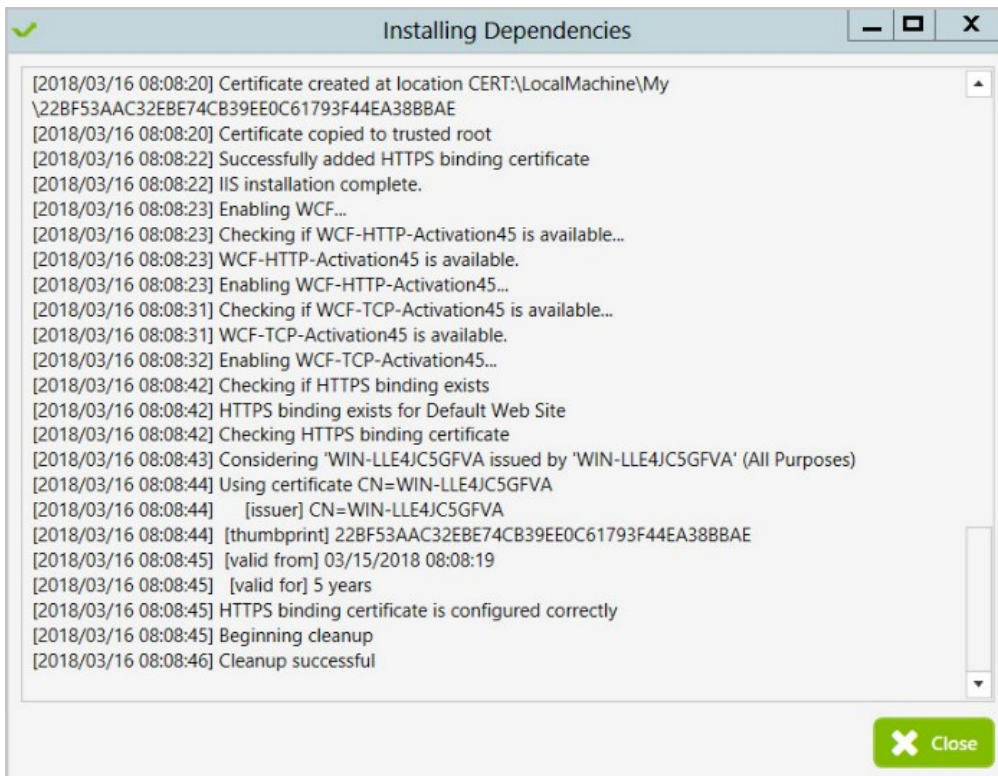 Installing Dependencies
[2018/03/16 08:08:20] Certificate created at location CERT:\LocalMachine\My
\22BF53AAC32EBE74CB39EE0C61793F44EA38BBAE
[2018/03/16 08:08:20] Certificate copied to trusted root
[2018/03/16 08:08:22] Successfully added HTTPS binding certificate
[2018/03/16 08:08:22] IIS installation complete.
[2018/03/16 08:08:23] Enabling WCF...
[2018/03/16 08:08:23] Checking if WCF-HTTP-Activation45 is available...
[2018/03/16 08:08:23] WCF-HTTP-Activation45 is available.
[2018/03/16 08:08:23] Enabling WCF-HTTP-Activation45...
[2018/03/16 08:08:31] Checking if WCF-TCP-Activation45 is available...
[2018/03/16 08:08:31] WCF-TCP-Activation45 is available.
[2018/03/16 08:08:32] Enabling WCF-TCP-Activation45...
[2018/03/16 08:08:42] Checking if HTTPS binding exists
[2018/03/16 08:08:42] HTTPS binding exists for Default Web Site
[2018/03/16 08:08:42] Checking HTTPS binding certificate
[2018/03/16 08:08:43] Considering 'WIN-LLE4JC5GFVA issued by 'WIN-LLE4JC5GFVA' (All Purposes)
[2018/03/16 08:08:44] Using certificate CN=WIN-LLE4JC5GFVA
[2018/03/16 08:08:44] [issuer] CN=WIN-LLE4JC5GFVA
[2018/03/16 08:08:44] [thumbprint] 22BF53AAC32EBE74CB39EE0C61793F44EA38BBAE
[2018/03/16 08:08:45] [valid from] 03/15/2018 08:08:19
[2018/03/16 08:08:45] [valid for] 5 years
[2018/03/16 08:08:45] HTTPS binding certificate is configured correctly
[2018/03/16 08:08:45] Beginning cleanup
[2018/03/16 08:08:46] Cleanup successful
Close